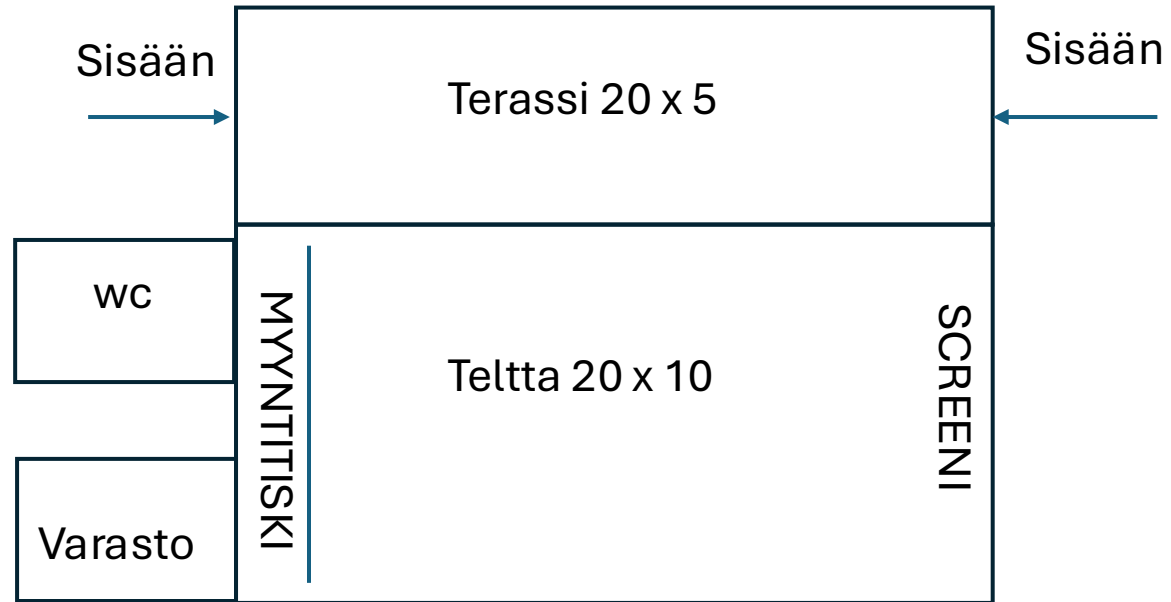 Sisään
Sisään
Terassi 20 x 5
wc
MYYNTITISKI
Teltta 20 x 10
SCREENI
Varasto